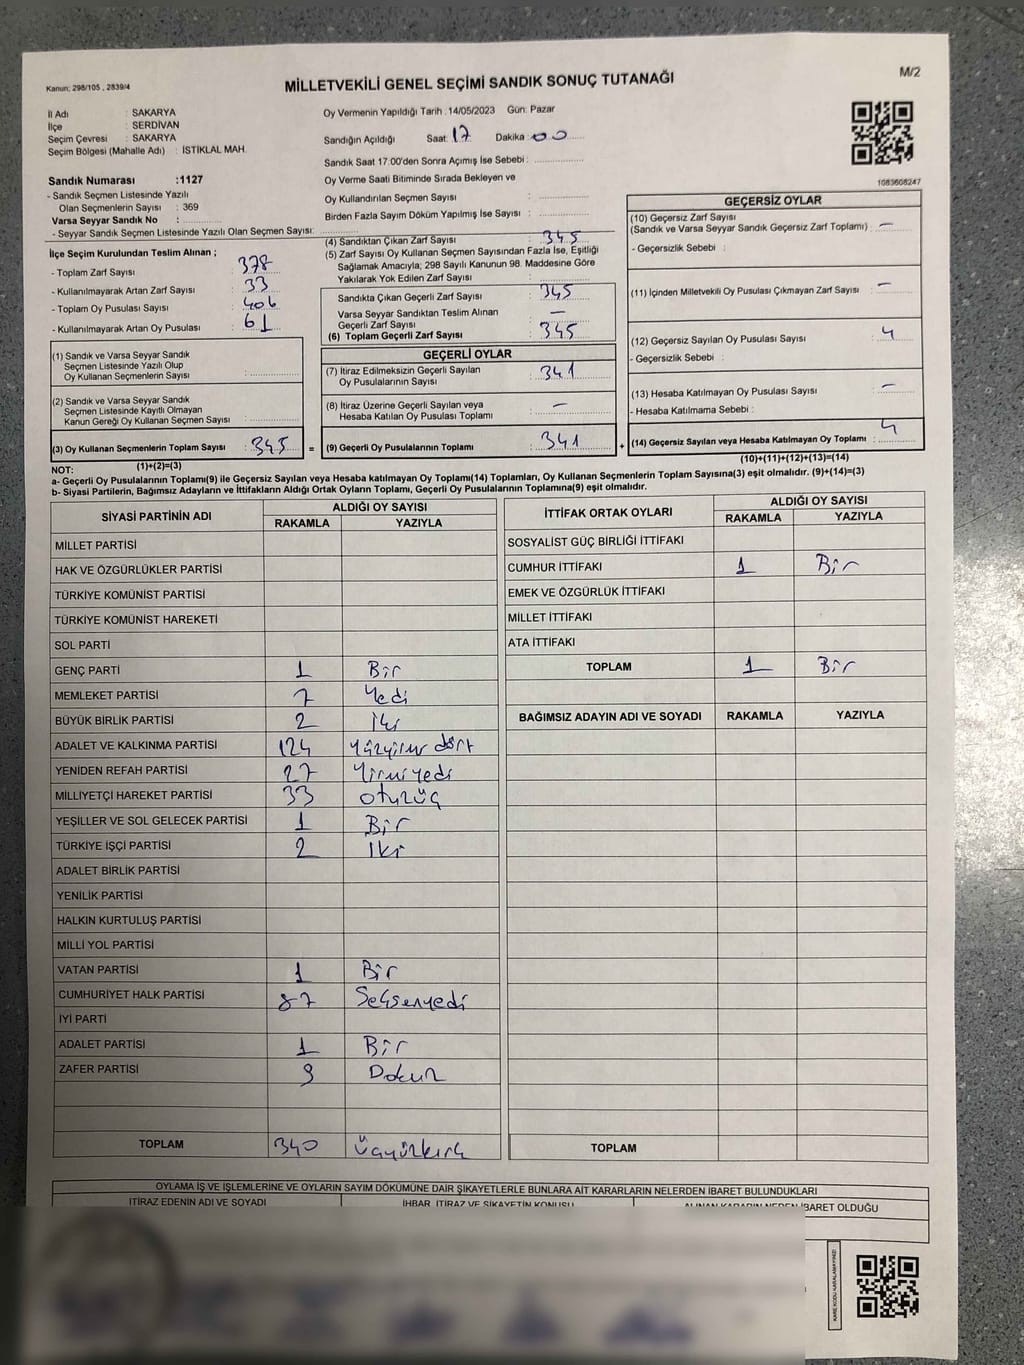 Kanun; 298/105 , 2839/4
MİLLETVEKİLİ GENEL SEÇİMİ SANDIK SONUÇ TUTANAĞI
M/2
İl Adı : SAKARYA
İlçe : SERDİVAN
Seçim Çevresi : SAKARYA
Seçim Bölgesi (Mahalle Adı) : İSTİKLAL MAH.
Oy Vermenin Yapıldığı Tarih :14/05/2023 Gün: Pazar
Sandığın Açıldığı Saat: 17 Dakika: 00
Sandık Saat 17:00'den Sonra Açımış İse Sebebi :
Sandık Numarası :1127
- Sandık Seçmen Listesinde Yazılı
Olan Seçmenlerin Sayısı : 369
Varsa Seyyar Sandık No :
- Seyyar Sandık Seçmen Listesinde Yazılı Olan Seçmen Sayısı:
Oy Verme Saati Bitiminde Sırada Bekleyen ve
Oy Kullandırılan Seçmen Sayısı :
Birden Fazla Sayım Döküm Yapılmış İse Sayısı :
1083608247
İlçe Seçim Kurulundan Teslim Alınan ;
- Toplam Zarf Sayısı : 378
- Kullanılmayarak Artan Zarf Sayısı : 33
- Toplam Oy Pusulası Sayısı : 406
- Kullanılmayarak Artan Oy Pusulası : 61
(4) Sandıktan Çıkan Zarf Sayısı : 345
(5) Zarf Sayısı Oy Kullanan Seçmen Sayısından Fazla İse, Eşitliği
Sağlamak Amacıyla; 298 Sayılı Kanunun 98. Maddesine Göre
Yakılarak Yok Edilen Zarf Sayısı :
Sandıkta Çıkan Geçerli Zarf Sayısı : 345
Varsa Seyyar Sandıktan Teslim Alınan
Geçerli Zarf Sayısı : —
(6) Toplam Geçerli Zarf Sayısı : 345
GEÇERSİZ OYLAR
(10) Geçersiz Zarf Sayısı
(Sandık ve Varsa Seyyar Sandık Geçersiz Zarf Toplamı) : —
- Geçersizlik Sebebi :
(11) İçinden Milletvekili Oy Pusulası Çıkmayan Zarf Sayısı : —
(12) Geçersiz Sayılan Oy Pusulası Sayısı : 4
- Geçersizlik Sebebi :
(13) Hesaba Katılmayan Oy Pusulası Sayısı : —
- Hesaba Katılmama Sebebi :
(14) Geçersiz Sayılan veya Hesaba Katılmayan Oy Toplamı : 4
(10)+(11)+(12)+(13)=(14)
(1) Sandık ve Varsa Seyyar Sandık
Seçmen Listesinde Yazılı Olup
Oy Kullanan Seçmenlerin Sayısı :
(2) Sandık ve Varsa Seyyar Sandık
Seçmen Listesinde Kayıtlı Olmayan
Kanun Gereği Oy Kullanan Seçmen Sayısı :
(3) Oy Kullanan Seçmenlerin Toplam Sayısı : 345 =
(1)+(2)=(3)
GEÇERLİ OYLAR
(7) İtiraz Edilmeksizin Geçerli Sayılan
Oy Pusulalarının Sayısı : 341
(8) İtiraz Üzerine Geçerli Sayılan veya
Hesaba Katılan Oy Pusulası Toplamı : —
(9) Geçerli Oy Pusulalarının Toplamı : 341 +
NOT:
a- Geçerli Oy Pusulalarının Toplamı(9) ile Geçersiz Sayılan veya Hesaba katılmayan Oy Toplamı(14) Toplamları, Oy Kullanan Seçmenlerin Toplam Sayısına(3) eşit olmalıdır. (9)+(14)=(3)
b- Siyasi Partilerin, Bağımsız Adayların ve İttifakların Aldığı Ortak Oyların Toplamı, Geçerli Oy Pusulalarının Toplamına(9) eşit olmalıdır.
SİYASİ PARTİNİN ADI ALDIĞI OY SAYISI
RAKAMLA YAZIYLA
MİLLET PARTİSİ
HAK VE ÖZGÜRLÜKLER PARTİSİ
TÜRKİYE KOMÜNİST PARTİSİ
TÜRKİYE KOMÜNİST HAREKETİ
SOL PARTİ
GENÇ PARTİ 1 Bir
MEMLEKET PARTİSİ 7 Yedi
BÜYÜK BİRLİK PARTİSİ 2 İki
ADALET VE KALKINMA PARTİSİ 124 Yüzyirmi dört
YENİDEN REFAH PARTİSİ 27 Yirmiyedi
MİLLİYETÇİ HAREKET PARTİSİ 33 otuzüç
YEŞİLLER VE SOL GELECEK PARTİSİ 1 Bir
TÜRKİYE İŞÇİ PARTİSİ 2 İki
ADALET BİRLİK PARTİSİ
YENİLİK PARTİSİ
HALKIN KURTULUŞ PARTİSİ
MİLLİ YOL PARTİSİ
VATAN PARTİSİ 1 Bir
CUMHURİYET HALK PARTİSİ 87 Seksenyedi
İYİ PARTİ
ADALET PARTİSİ 1 Bir
ZAFER PARTİSİ 9 Dokuz
TOPLAM 340 Üçyüzkırk
İTTİFAK ORTAK OYLARI ALDIĞI OY SAYISI
RAKAMLA YAZIYLA
SOSYALİST GÜÇ BİRLİĞİ İTTİFAKI
CUMHUR İTTİFAKI 1 Bir
EMEK VE ÖZGÜRLÜK İTTİFAKI
MİLLET İTTİFAKI
ATA İTTİFAKI
TOPLAM 1 Bir
BAĞIMSIZ ADAYIN ADI VE SOYADI RAKAMLA YAZIYLA
TOPLAM
OYLAMA İŞ VE İŞLEMLERİNE VE OYLARIN SAYIM DÖKÜMÜNE DAİR ŞİKAYETLERLE BUNLARA AİT KARARLARIN NELERDEN İBARET BULUNDUKLARI
İTİRAZ EDENİN ADI VE SOYADI İHBAR, İTİRAZ VE ŞİKAYETİN KONUSU ALINAN KARARIN NEDEN İBARET OLDUĞU
KARE KODU KARALAMAYINIZ!